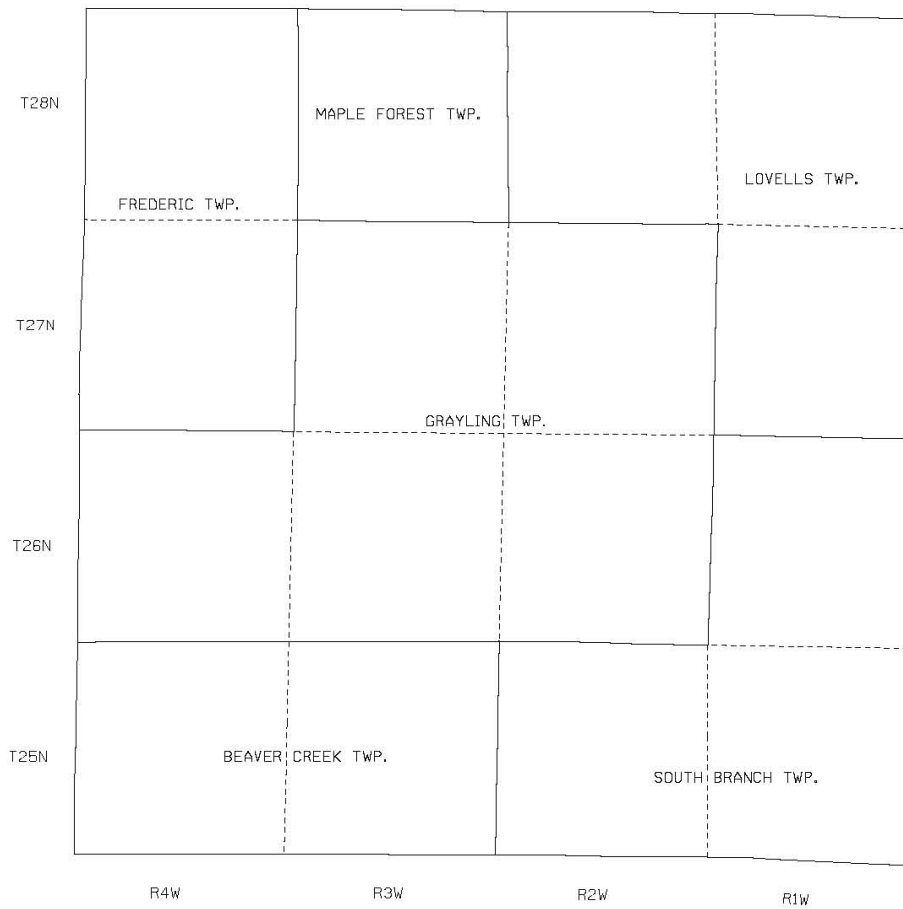 T28N
MAPLE FOREST TWP.
LOVELLS TWP.
FREDERIC TWP.
T27N
GRAYLING TWP.
T26N
T25N
BEAVER CREEK TWP.
SOUTH BRANCH TWP.
R4W
R3W
R2W
R1W